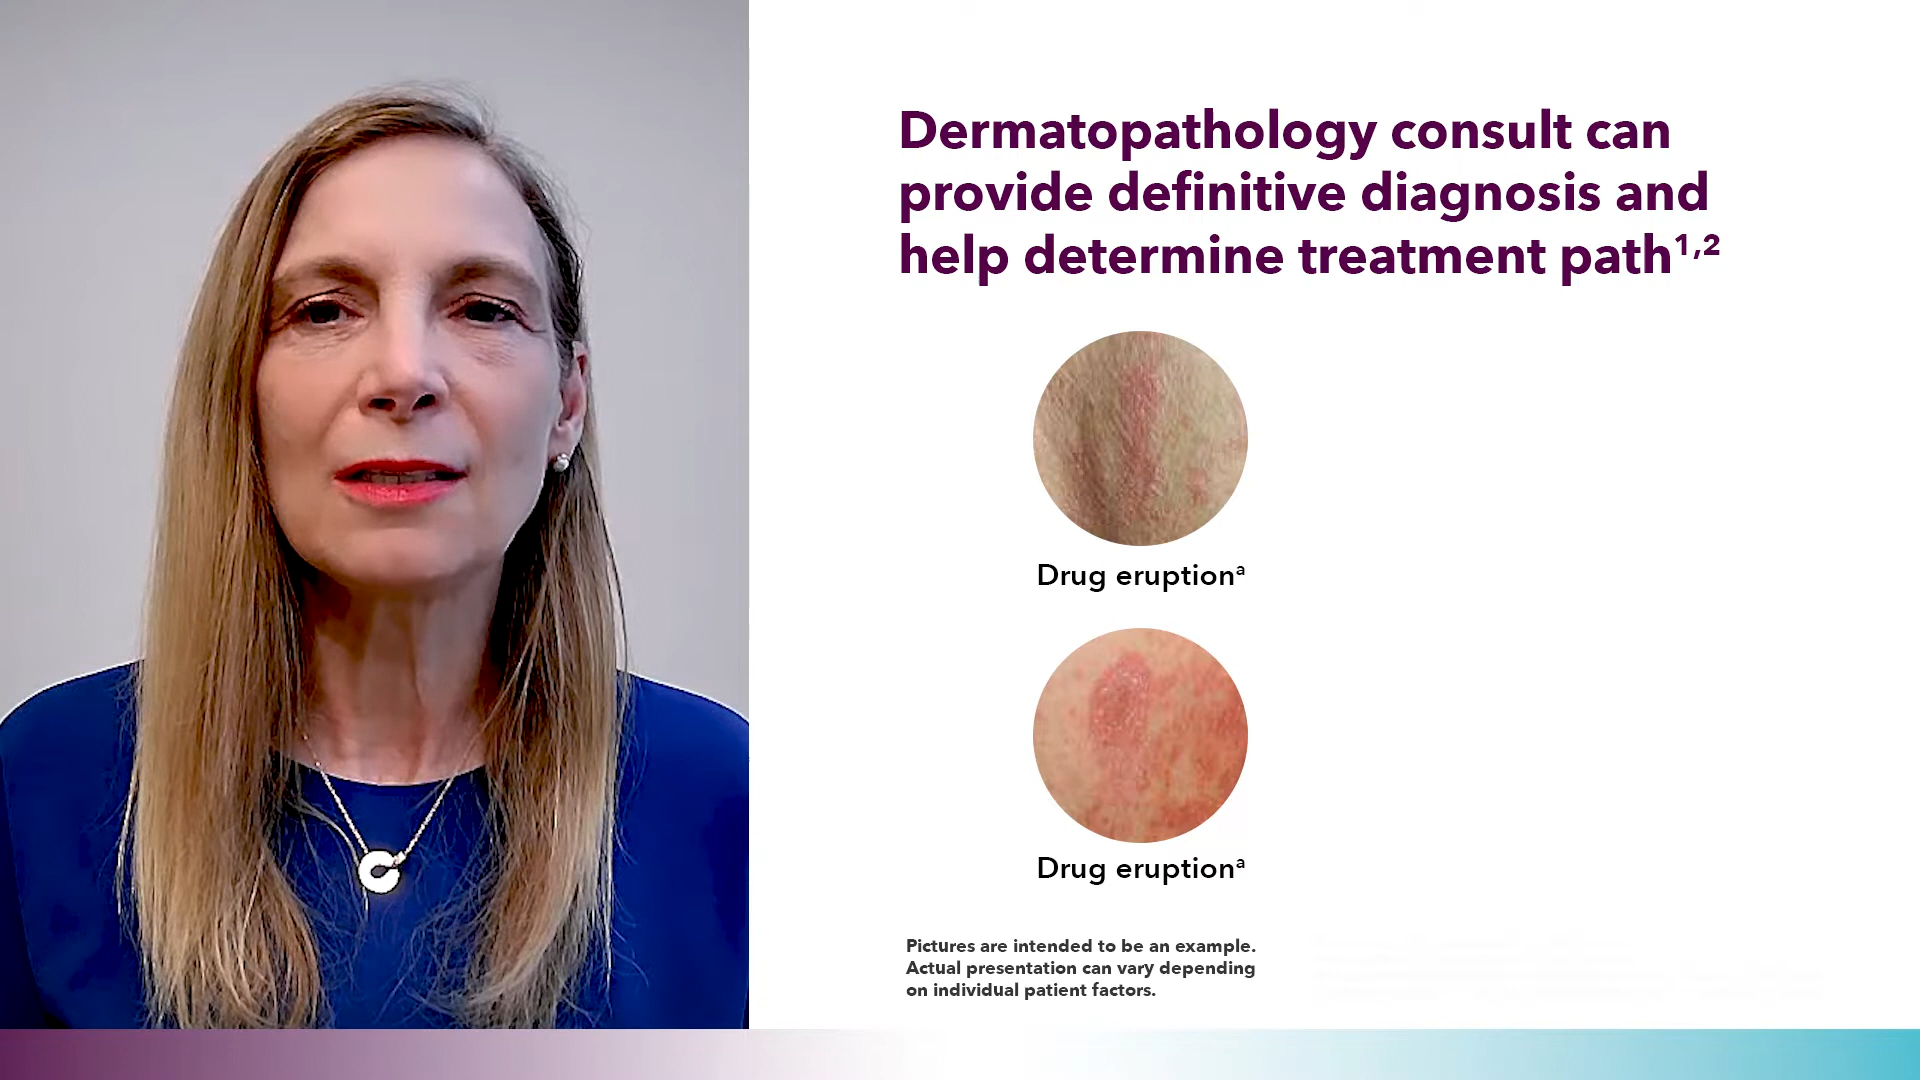 Dermatopathology consult can
provide definitive diagnosis and
help determine treatment path¹,²
Drug eruptionᵃ
Drug eruptionᵃ
Pictures are intended to be an example.
Actual presentation can vary depending
on individual patient factors.